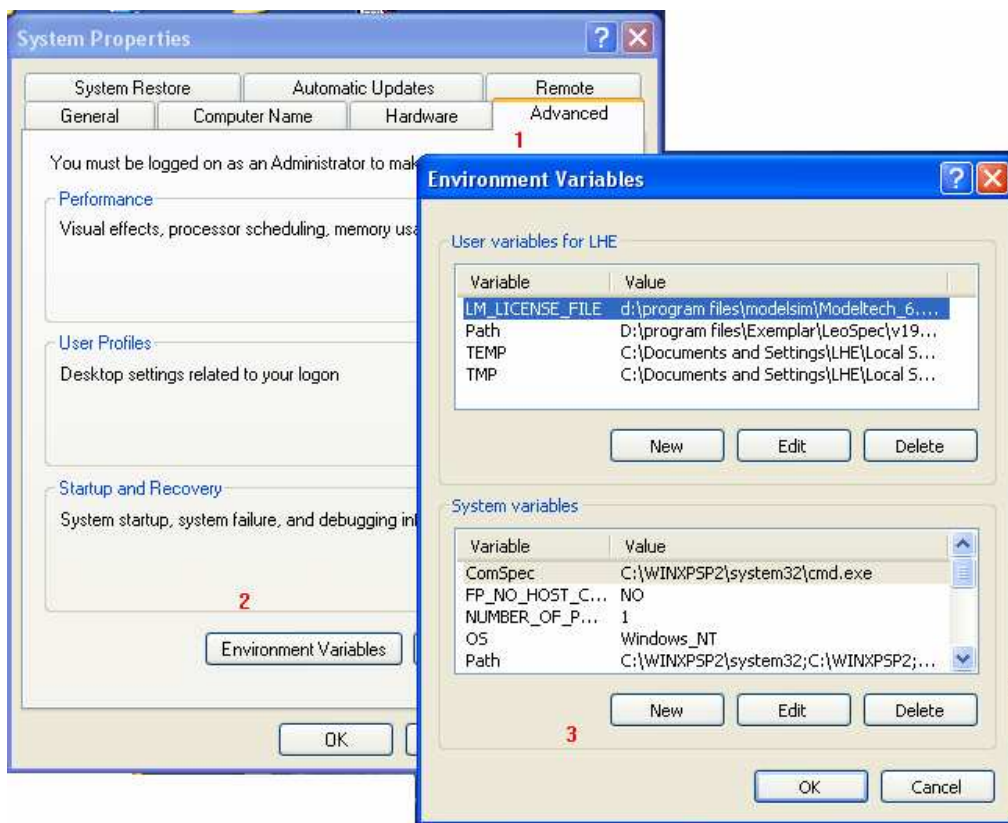 System Properties
System Restore Automatic Updates Remote
General Computer Name Hardware Advanced
1
You must be logged on as an Administrator to mak
Performance
Visual effects, processor scheduling, memory usa
User Profiles
Desktop settings related to your logon
Startup and Recovery
System startup, system failure, and debugging in
2
Environment Variables
OK
Environment Variables
User variables for LHE
Variable Value
LM_LICENSE_FILE d:\program files\modelsim\Modeltech_6....
Path D:\program files\Exemplar\LeoSpec\v19...
TEMP C:\Documents and Settings\LHE\Local S...
TMP C:\Documents and Settings\LHE\Local S...
New Edit Delete
System variables
Variable Value
ComSpec C:\WINXPSP2\system32\cmd.exe
FP_NO_HOST_C... NO
NUMBER_OF_P... 1
OS Windows_NT
Path C:\WINXPSP2\system32;C:\WINXPSP2;...
New Edit Delete
3
OK Cancel